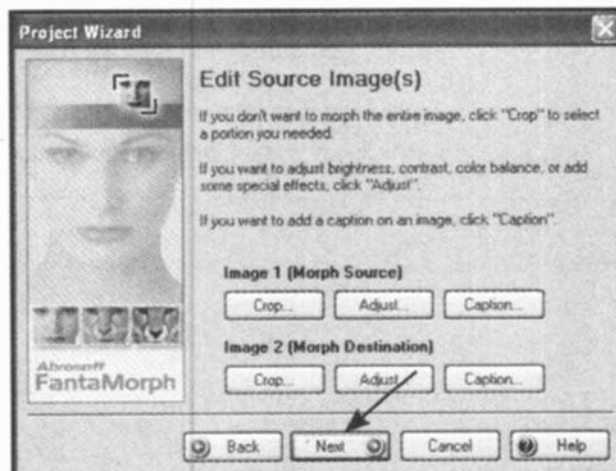 Project Wizard
Edit Source Image(s)
If you don't want to morph the entire image, click "Crop" to select
a portion you needed.
If you want to adjust brightness, contrast, color balance, or add
some special effects, click "Adjust".
If you want to add a caption on an image, click "Caption".
Image 1 (Morph Source)
Crop... Adjust... Caption...
Image 2 (Morph Destination)
Crop... Adjust... Caption...
Abrosoft
FantaMorph
Back Next Cancel Help